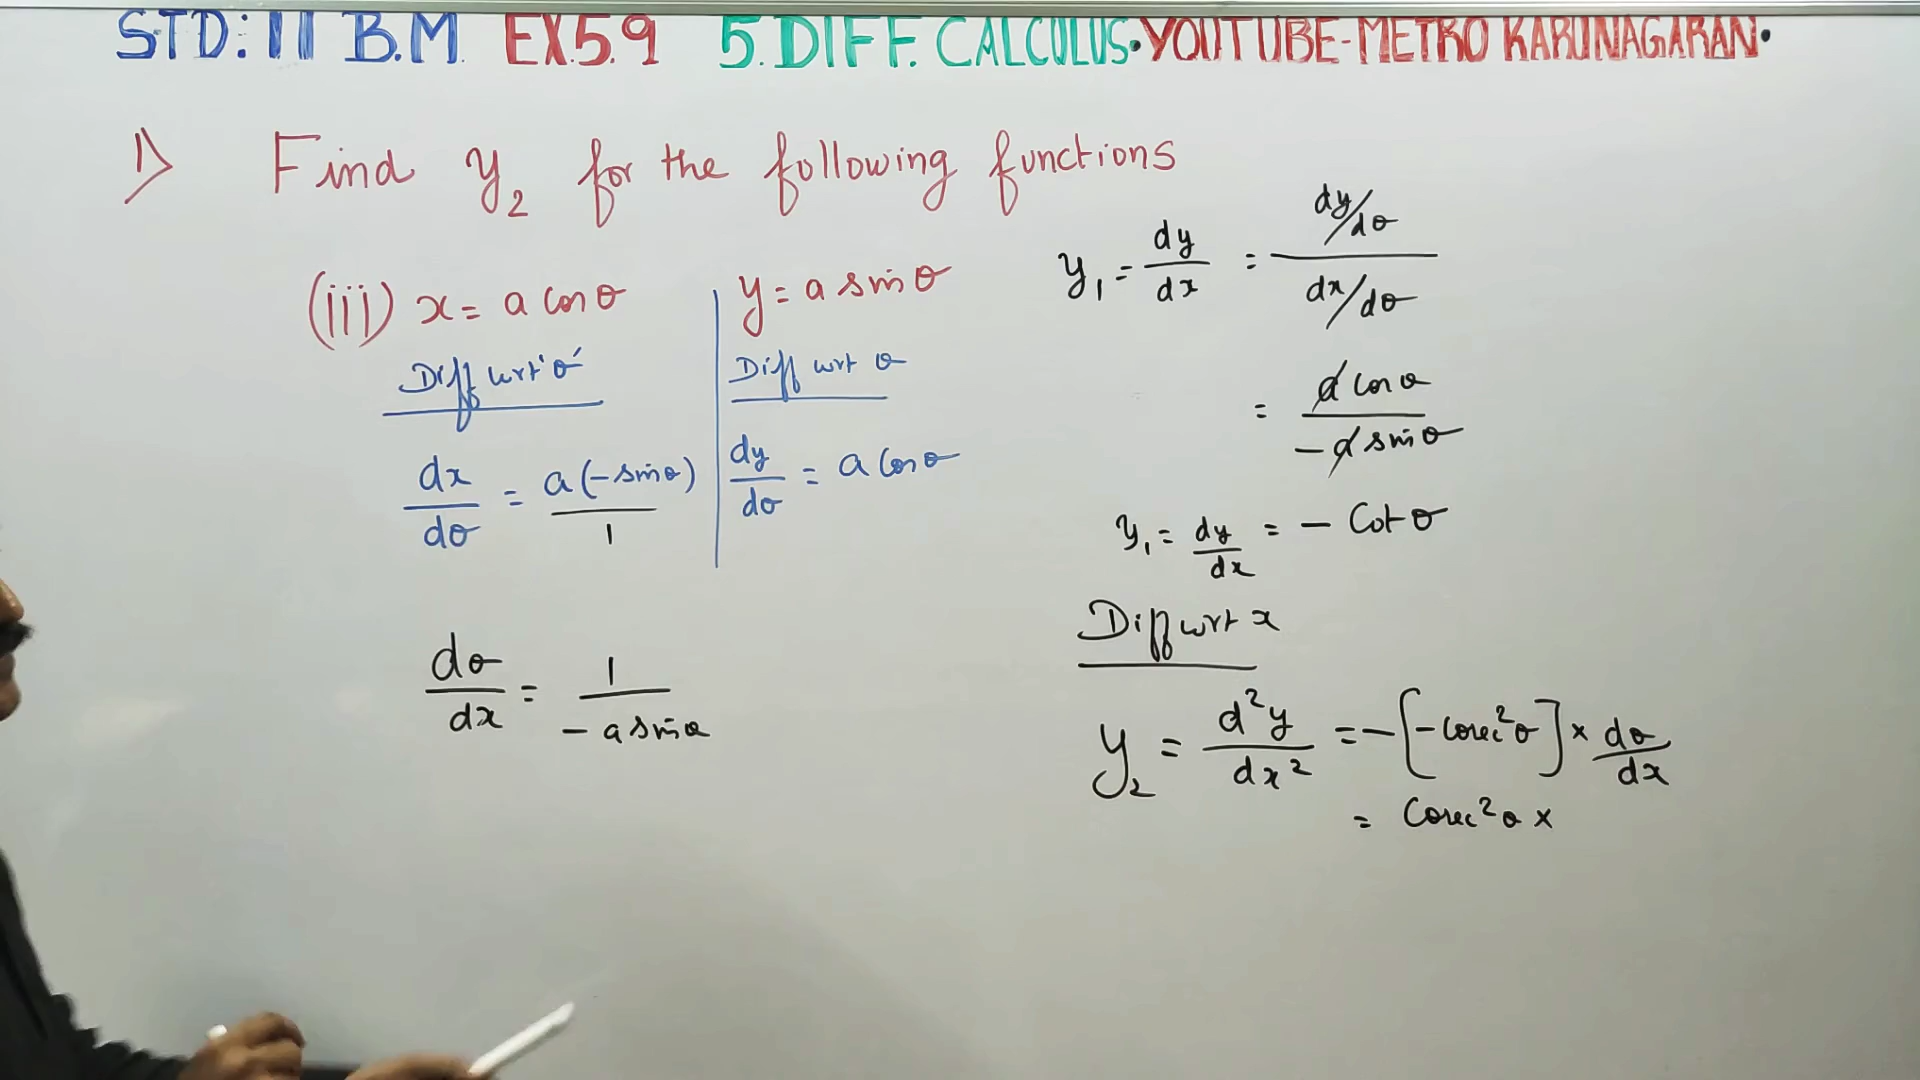 STD: 11 B.M. EX.5.9 5. DIFF. CALCULUS. YOUTUBE-METRO KARUNAGARAN.
1) Find y₂ for the following functions
(iii) x = a cos θ
Diff wrt 'θ'
dx/dθ = a(-sin θ)/1
dθ/dx = 1/(-a sin θ)
y = a sin θ
Diff wrt θ
dy/dθ = a cos θ
y₁ = dy/dx = (dy/dθ)/(dx/dθ)
= a cos θ/(-a sin θ)
y₁ = dy/dx = - Cot θ
Diff wrt x
y₂ = d²y/dx² = -[-cosec²θ] × dθ/dx
= Cosec²θ ×